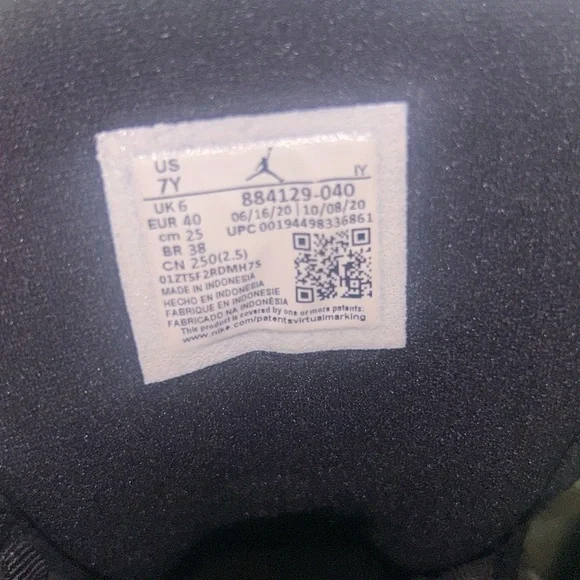 US
7Y
IY
UK 6
884129-040
EUR 40
06/16/20 10/08/20
cm 25
UPC 00194498336861
BR 38
CN 250(2.5)
01ZT5F2RDMH7S
MADE IN INDONESIA
HECHO EN INDONESIA
FABRIQUE EN INDONESIE
FABRICADO NA INDONESIA
This product is covered by one or more patents:
www.nike.com/patentsvirtualmarking